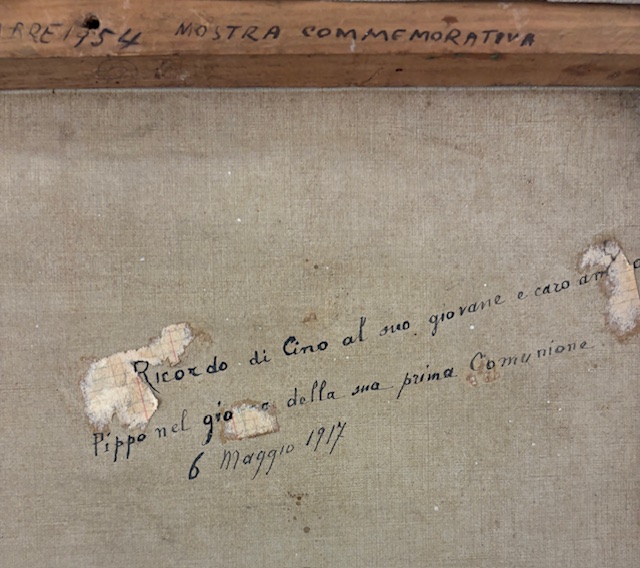 1954 MOSTRA COMMEMORATIVA
Ricordo di Cino al suo giovane e caro
Pippo nel della sua prima Comunione.
6 Maggio 1917